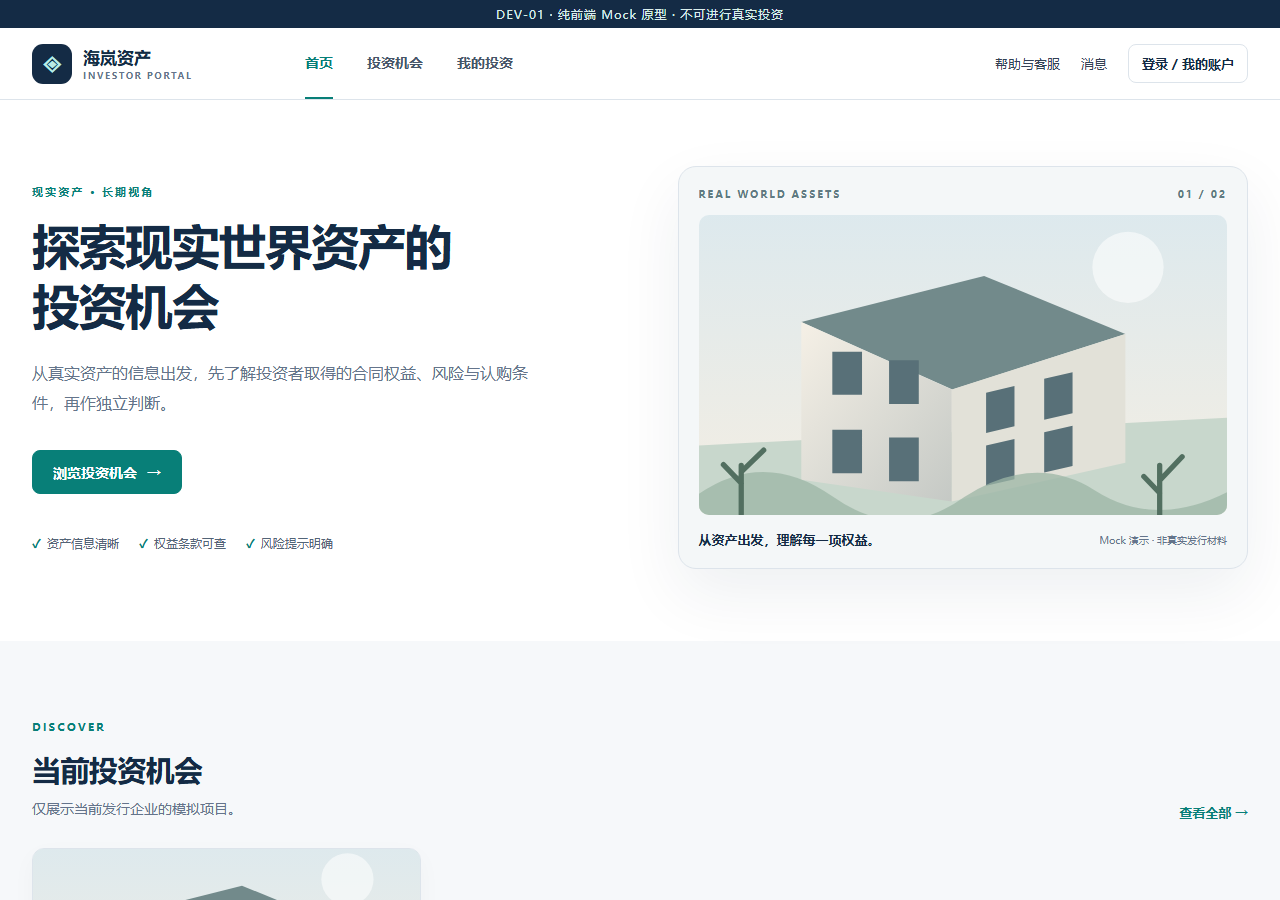 DEV-01 · 纯前端 Mock 原型 · 不可进行真实投资
海岚资产
INVESTOR PORTAL
首页
投资机会
我的投资
帮助与客服
消息
登录 / 我的账户
现实资产 • 长期视角
探索现实世界资产的
投资机会
从真实资产的信息出发，先了解投资者取得的合同权益、风险与认购条
件，再作独立判断。
浏览投资机会 →
✓ 资产信息清晰
✓ 权益条款可查
✓ 风险提示明确
REAL WORLD ASSETS
01 / 02
从资产出发，理解每一项权益。
Mock 演示 · 非真实发行材料
DISCOVER
当前投资机会
仅展示当前发行企业的模拟项目。
查看全部 →